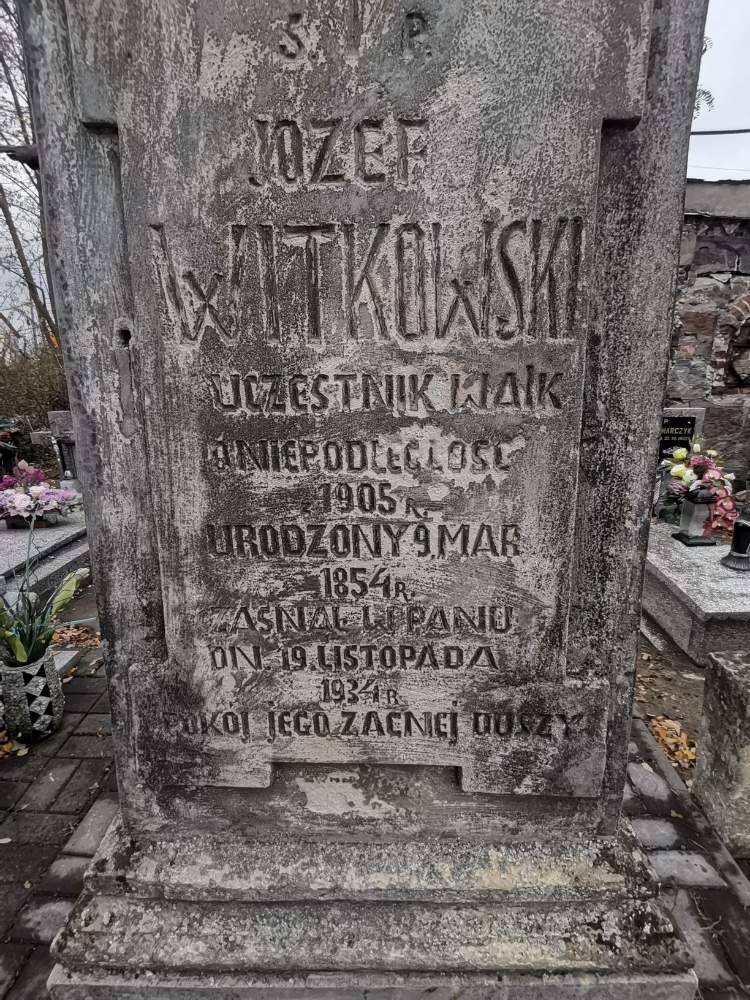 Ś P.
JÓZEF
WITKOWSKI
UCZESTNIK WALK
O NIEPODLEGŁOŚĆ
1905 R.
URODZONY 9. MAR
1854 R.
ZASNĄŁ W PANU
DN. 19. LISTOPADA
1934 R.
POKÓJ JEGO ZACNEJ DUSZY
MARCZYK